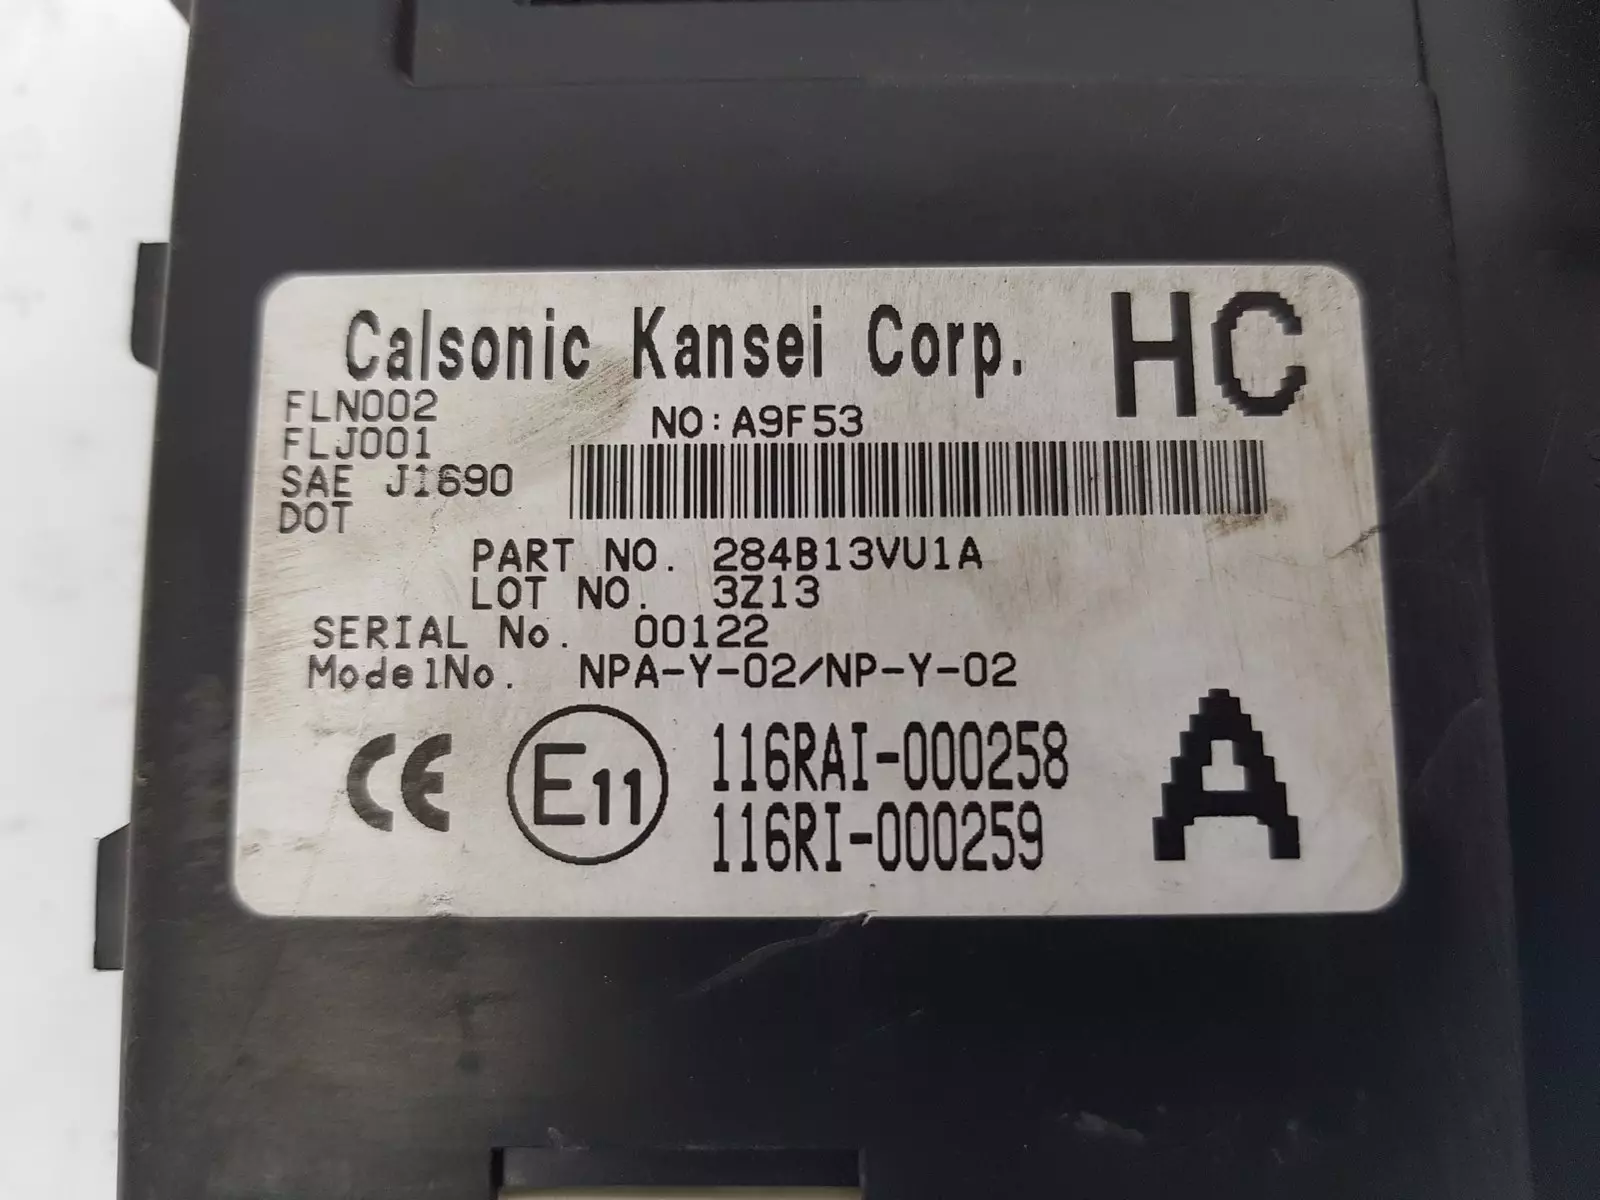 Calsonic Kansei Corp. HC
FLN002
NO:A9F53
FLJ001
SAE J1690
DOT
PART NO. 284B13VU1A
LOT NO. 3Z13
SERIAL No. 00122
ModelNo. NPA-Y-02/NP-Y-02
CE E11 116RAI-000258 A
116RI-000259